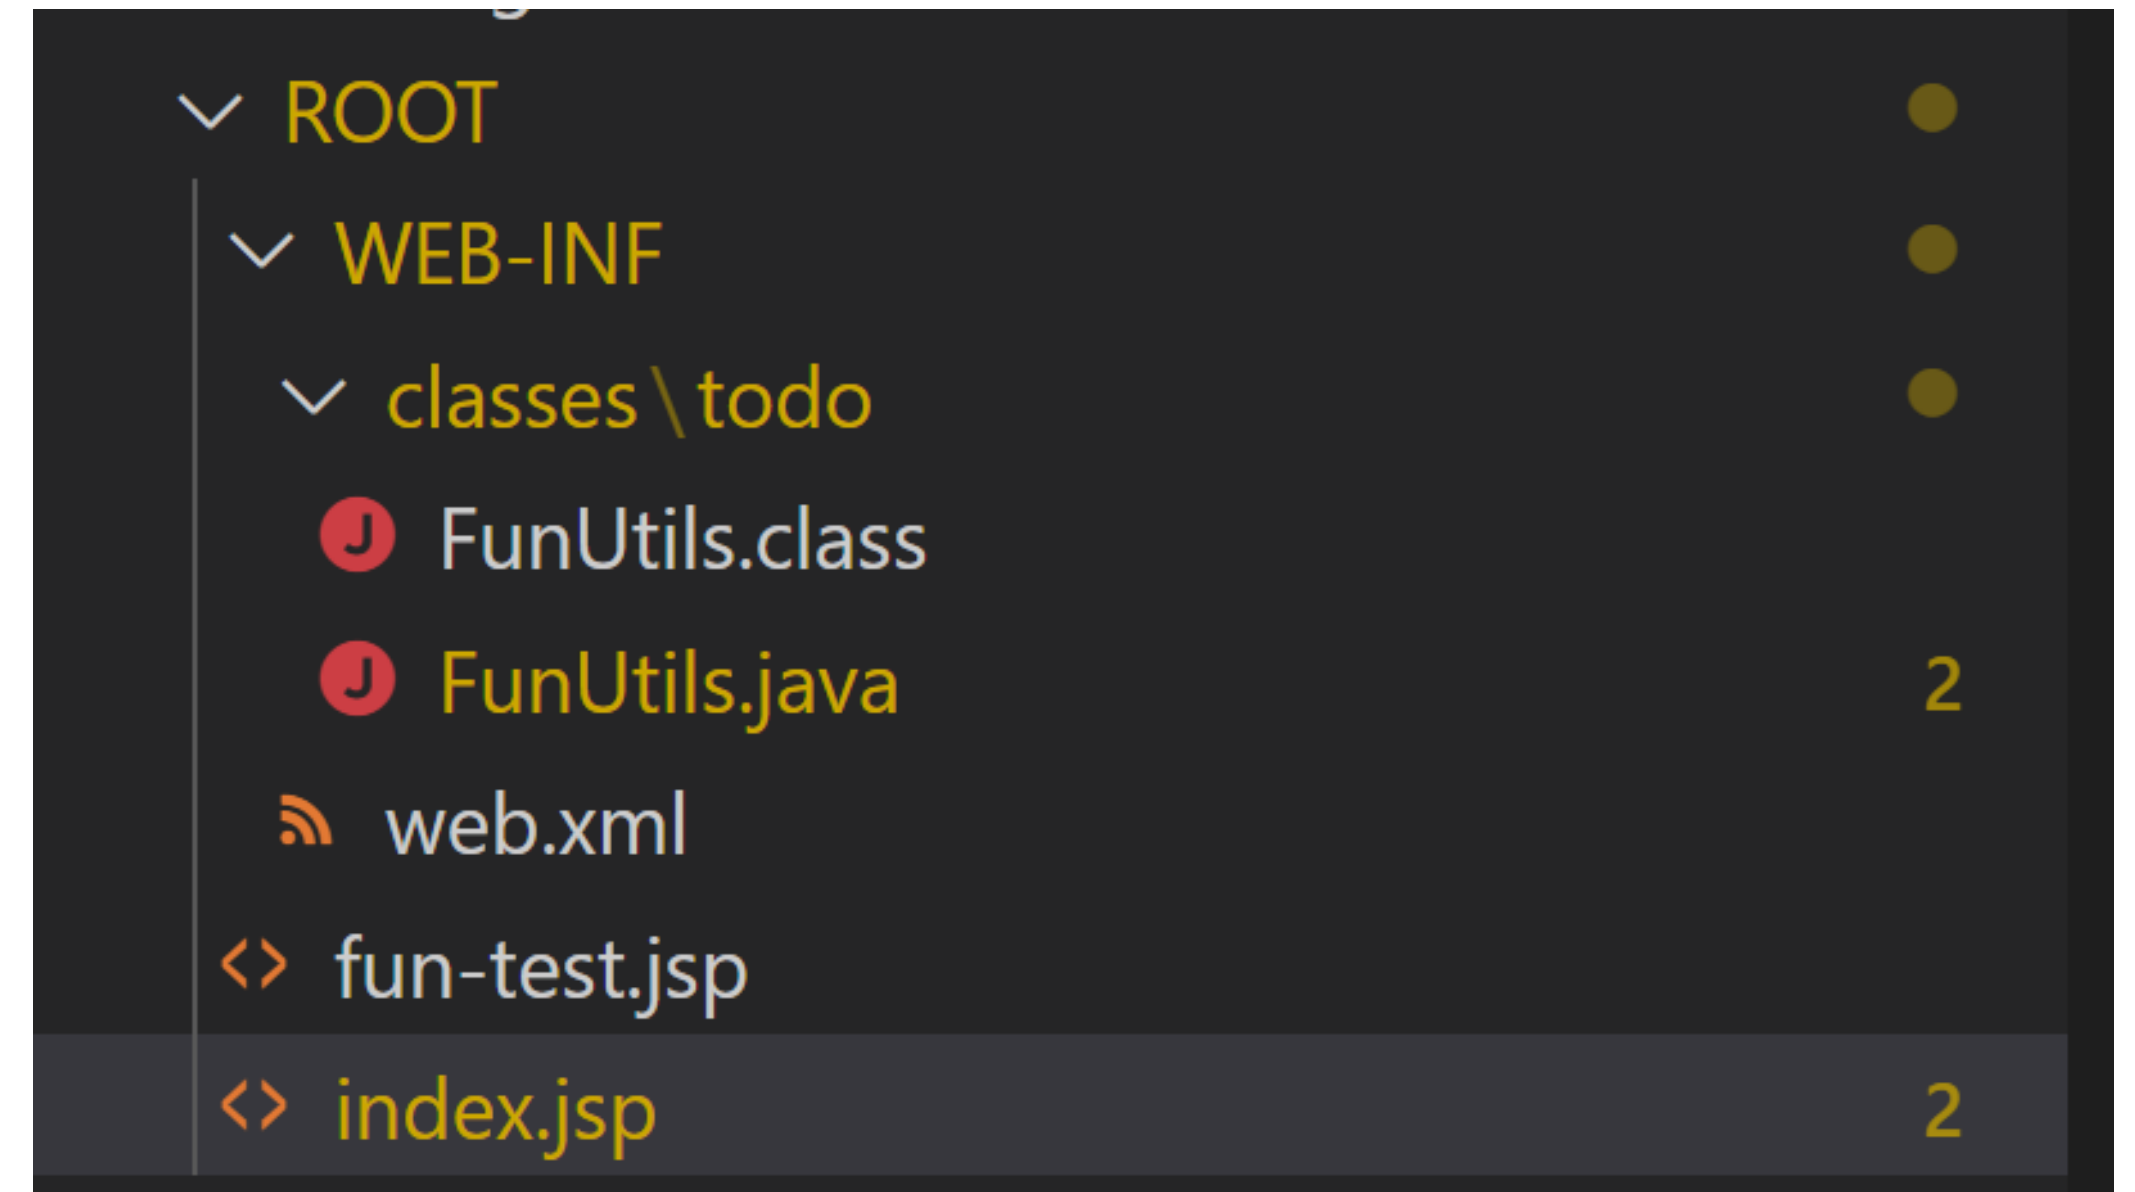 ROOT
WEB-INF
classes\todo
FunUtils.class
FunUtils.java 2
web.xml
fun-test.jsp
index.jsp 2